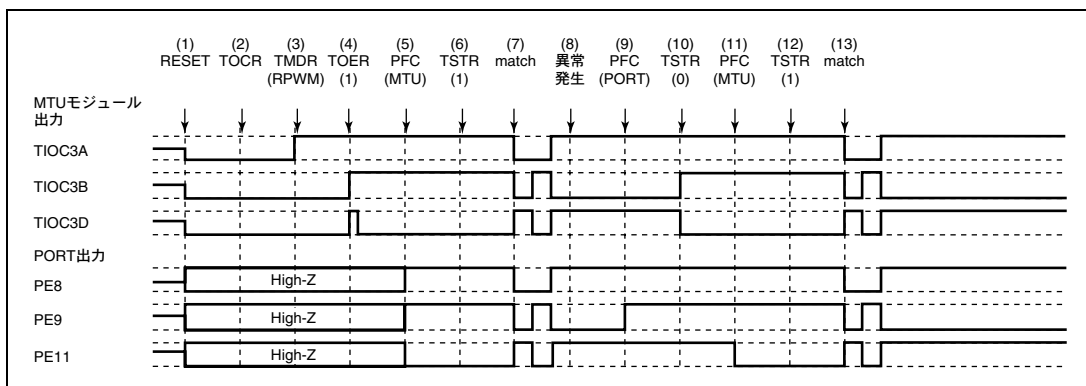 (1) (2) (3) (4) (5) (6) (7) (8) (9) (10) (11) (12) (13)
RESET TOCR TMDR TOER PFC TSTR match 異常 PFC TSTR PFC TSTR match
(RPWM) (1) (MTU) (1) 発生 (PORT) (0) (MTU) (1)
MTUモジュール
出力
TIOC3A
TIOC3B
TIOC3D
PORT出力
PE8 High-Z
PE9 High-Z
PE11 High-Z